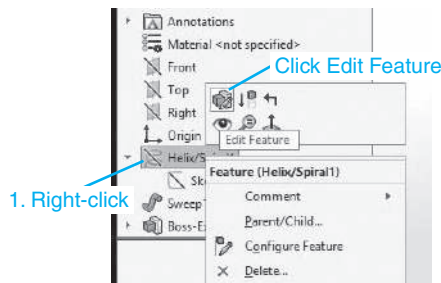 Annotations
Material <not specified>
Front
Click Edit Feature
Top
Right
Origin
Edit Feature
Helix/Sp
Feature (Helix/Spiral1)
1. Right-click
Sk
Comment
Sweep
Parent/Child...
Boss-E
Configure Feature
Delete...